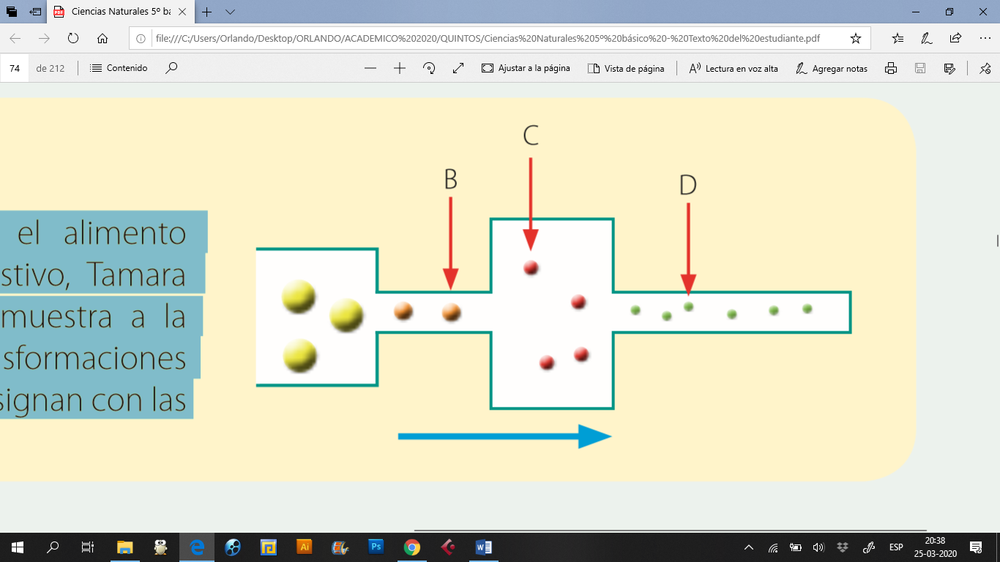 Ciencias Naturales 5º ba
file:///C:/Users/Orlando/Desktop/ORLANDO/ACADEMICO%202020/QUINTOS/Ciencias%20Naturales%205º%20básico%20-%20Texto%20del%20estudiante.pdf
74 de 212 Contenido Ajustar a la página Vista de página Lectura en voz alta Agregar notas
C
B
D
el alimento
stivo, Tamara
muestra a la
sformaciones
signan con las
ESP
20:38
25-03-2020